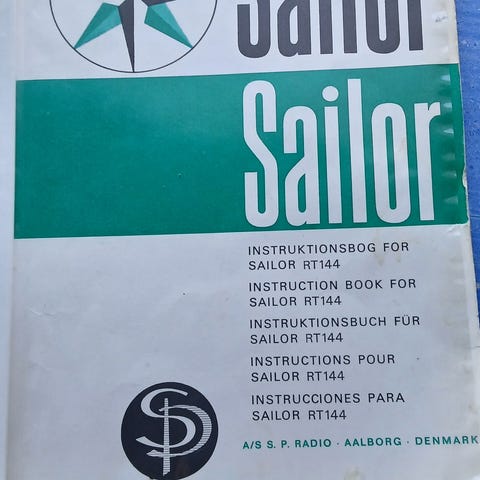 Sailor
Sailor
INSTRUKTIONSBOG FOR
SAILOR RT144
INSTRUCTION BOOK FOR
SAILOR RT144
INSTRUKTIONSBUCH FÜR
SAILOR RT144
INSTRUCTIONS POUR
SAILOR RT144
INSTRUCCIONES PARA
SAILOR RT144
SP
A/S S. P. RADIO · AALBORG · DENMARK